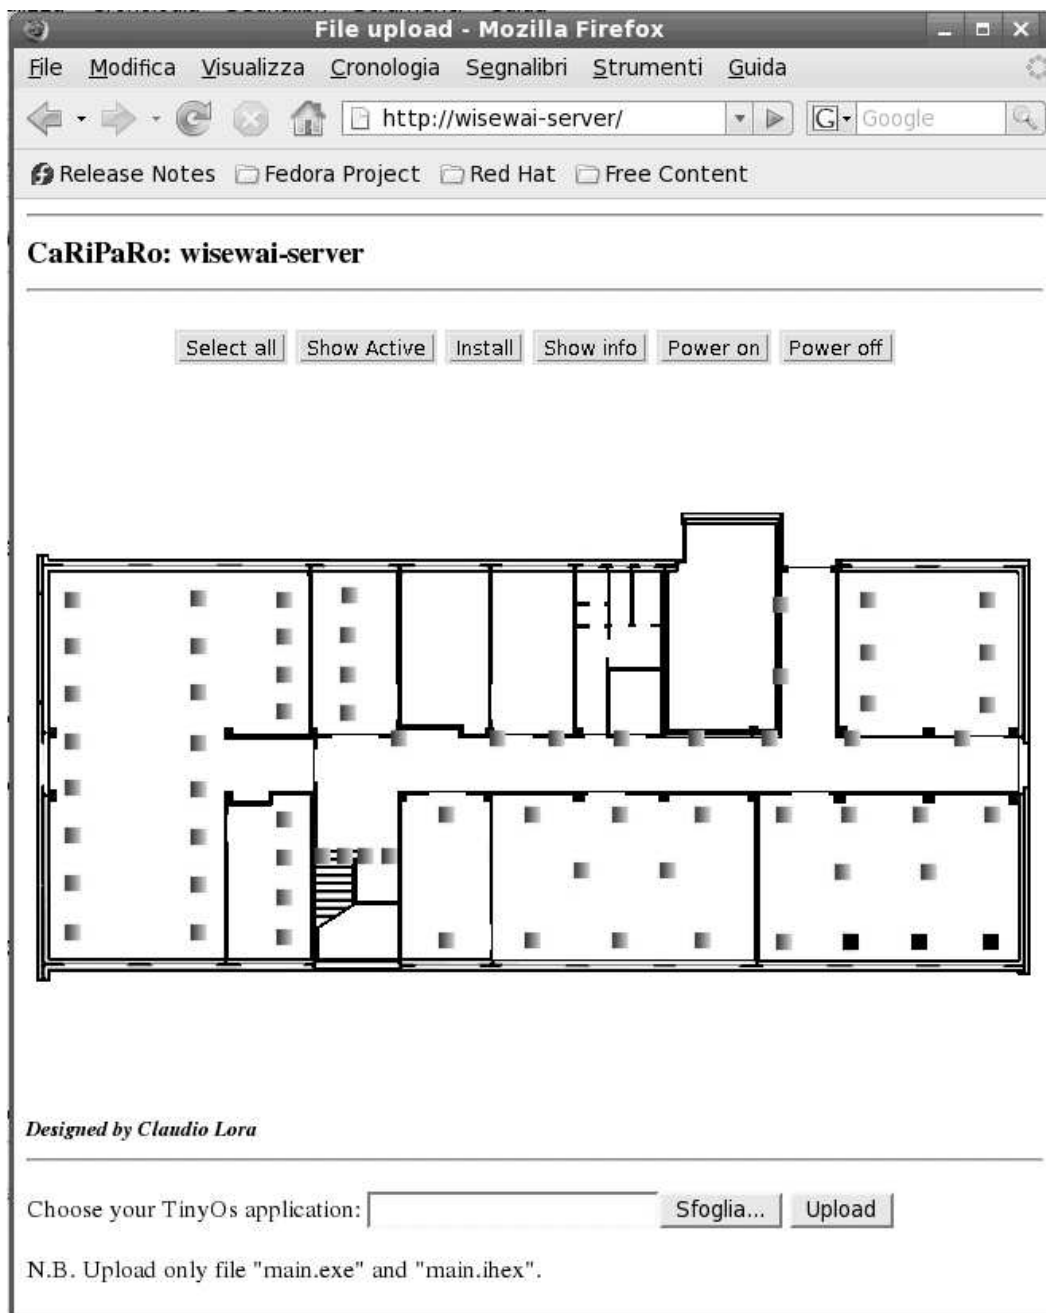 File upload - Mozilla Firefox
File Modifica Visualizza Cronologia Segnalibri Strumenti Guida
http://wisewai-server/ G Google
Release Notes Fedora Project Red Hat Free Content
CaRiPaRo: wisewai-server
Select all Show Active Install Show info Power on Power off
Designed by Claudio Lora
Choose your TinyOs application: Sfoglia... Upload
N.B. Upload only file "main.exe" and "main.ihex".